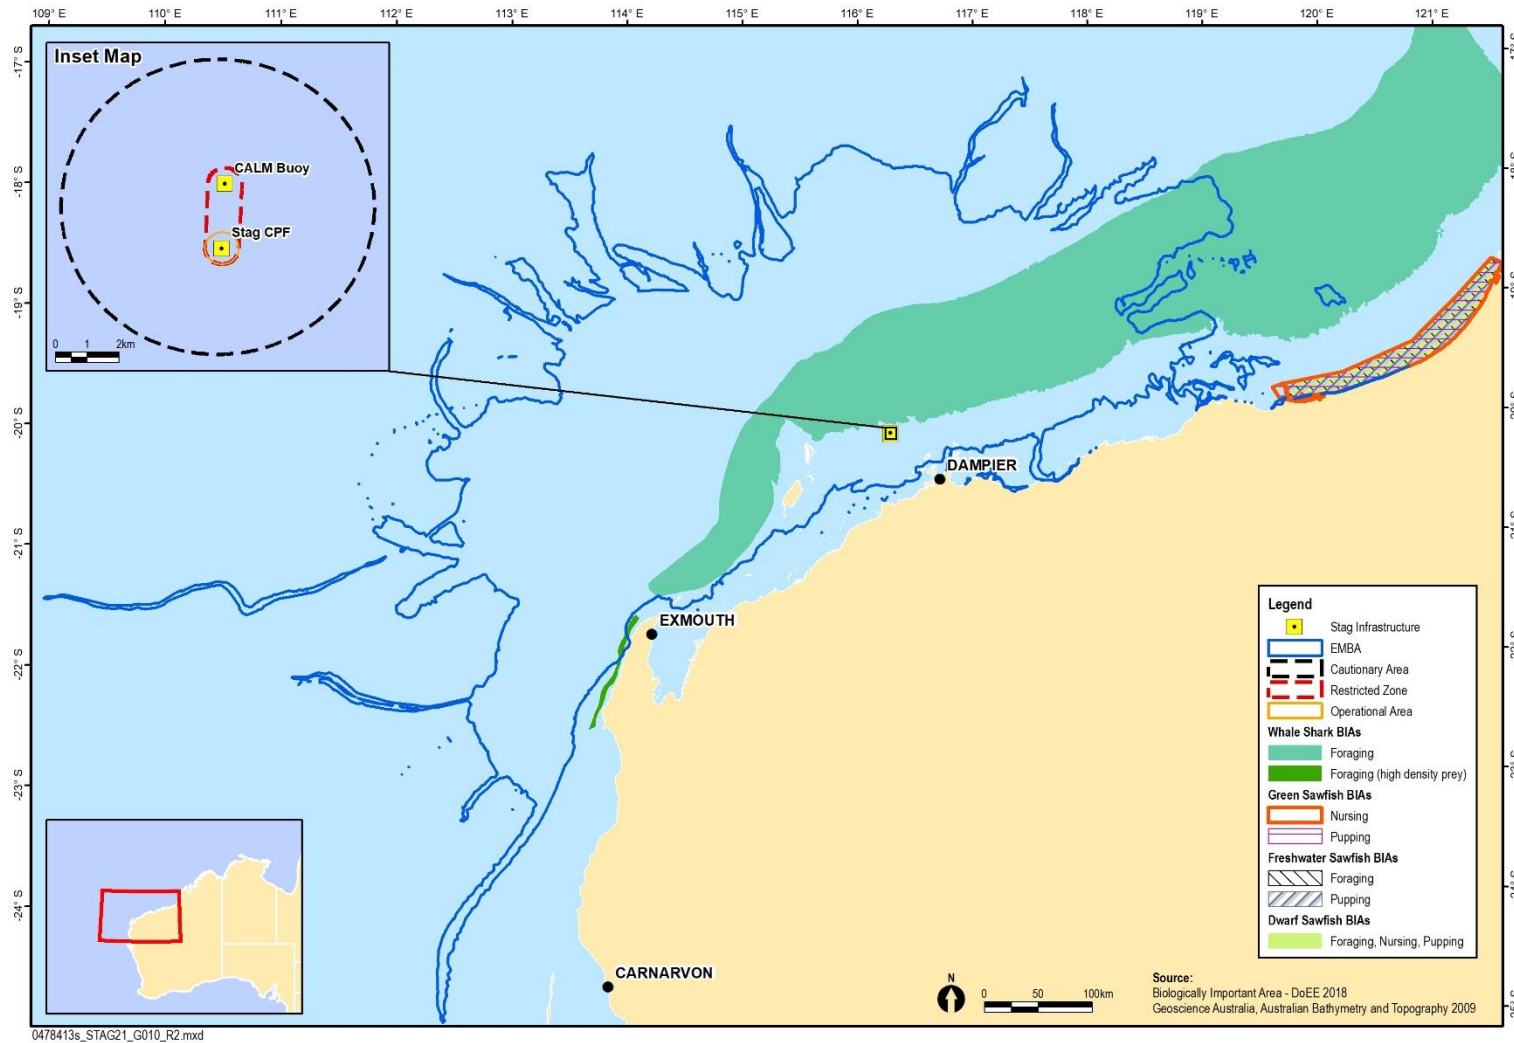 109° E 110° E 111° E 112° E 113° E 114° E 115° E 116° E 117° E 118° E 119° E 120° E 121° E
Inset Map
CALM Buoy
Stag CPF
0 1 2km
-17° S
-18° S
-19° S
-20° S
-21° S
-22° S
-23° S
-24° S
DAMPIER
EXMOUTH
CARNARVON
Legend
Stag Infrastructure
EMBA
Cautionary Area
Restricted Zone
Operational Area
Whale Shark BIAs
Foraging
Foraging (high density prey)
Green Sawfish BIAs
Nursing
Pupping
Freshwater Sawfish BIAs
Foraging
Pupping
Dwarf Sawfish BIAs
Foraging, Nursing, Pupping
N
0 50 100km
Source:
Biologically Important Area - DoEE 2018
Geoscience Australia, Australian Bathymetry and Topography 2009
0478413s_STAG21_G010_R2.mxd